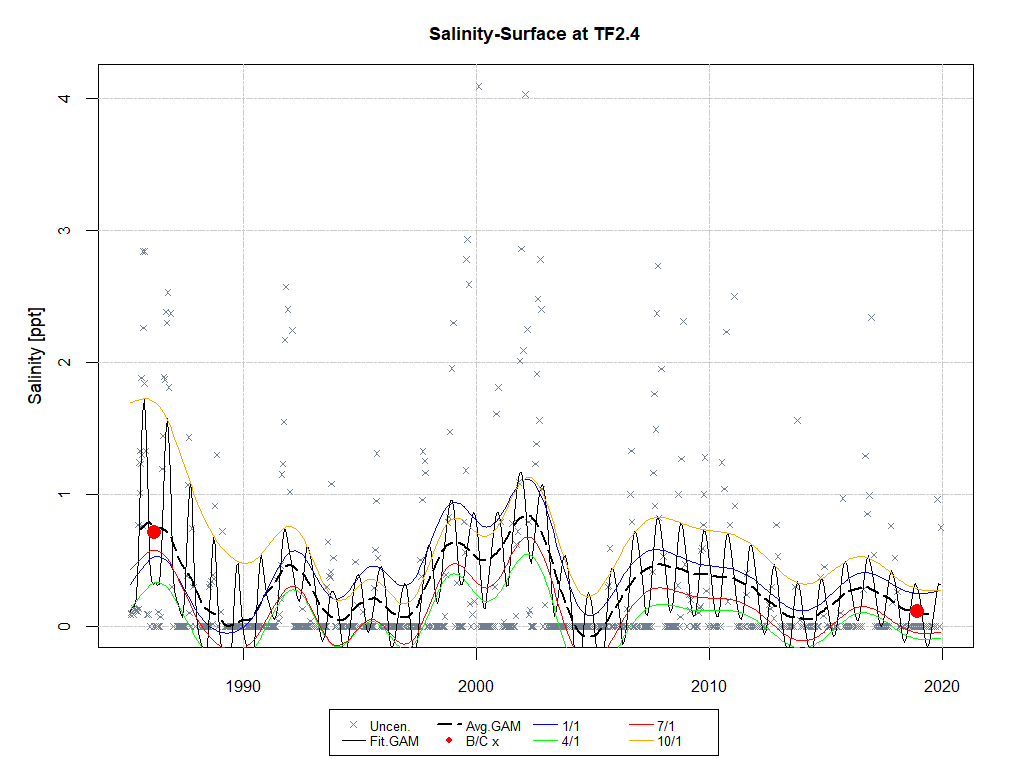 Salinity-Surface at TF2.4
Salinity [ppt]
4
3
2
1
0
1990 2000 2010 2020
Uncen. Avg.GAM 1/1 7/1
Fit.GAM B/C x 4/1 10/1